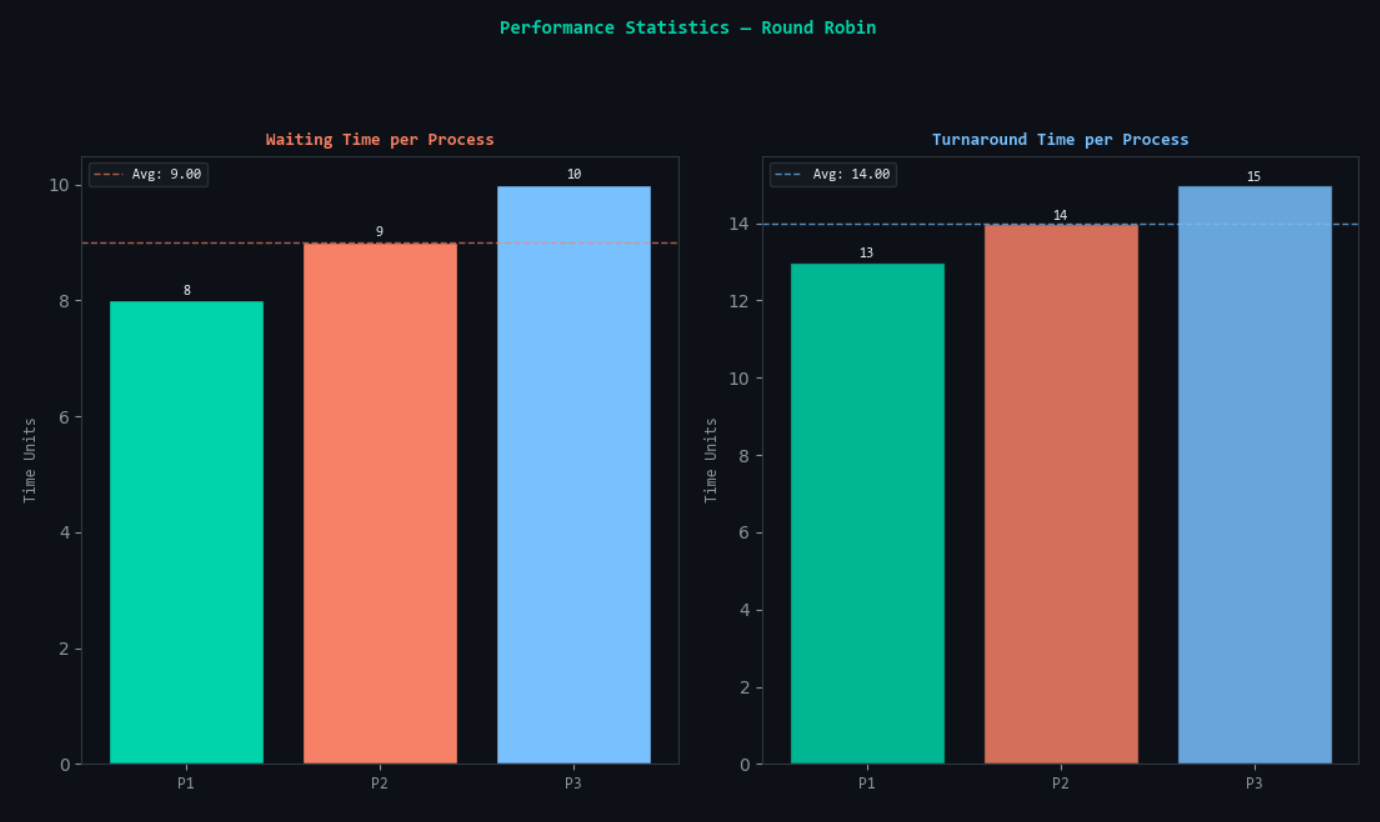 Performance Statistics — Round Robin
Waiting Time per Process
Avg: 9.00
10
8
6
4
2
0
Time Units
8
9
10
P1
P2
P3
Turnaround Time per Process
Avg: 14.00
14
12
10
8
6
4
2
0
Time Units
13
14
15
P1
P2
P3